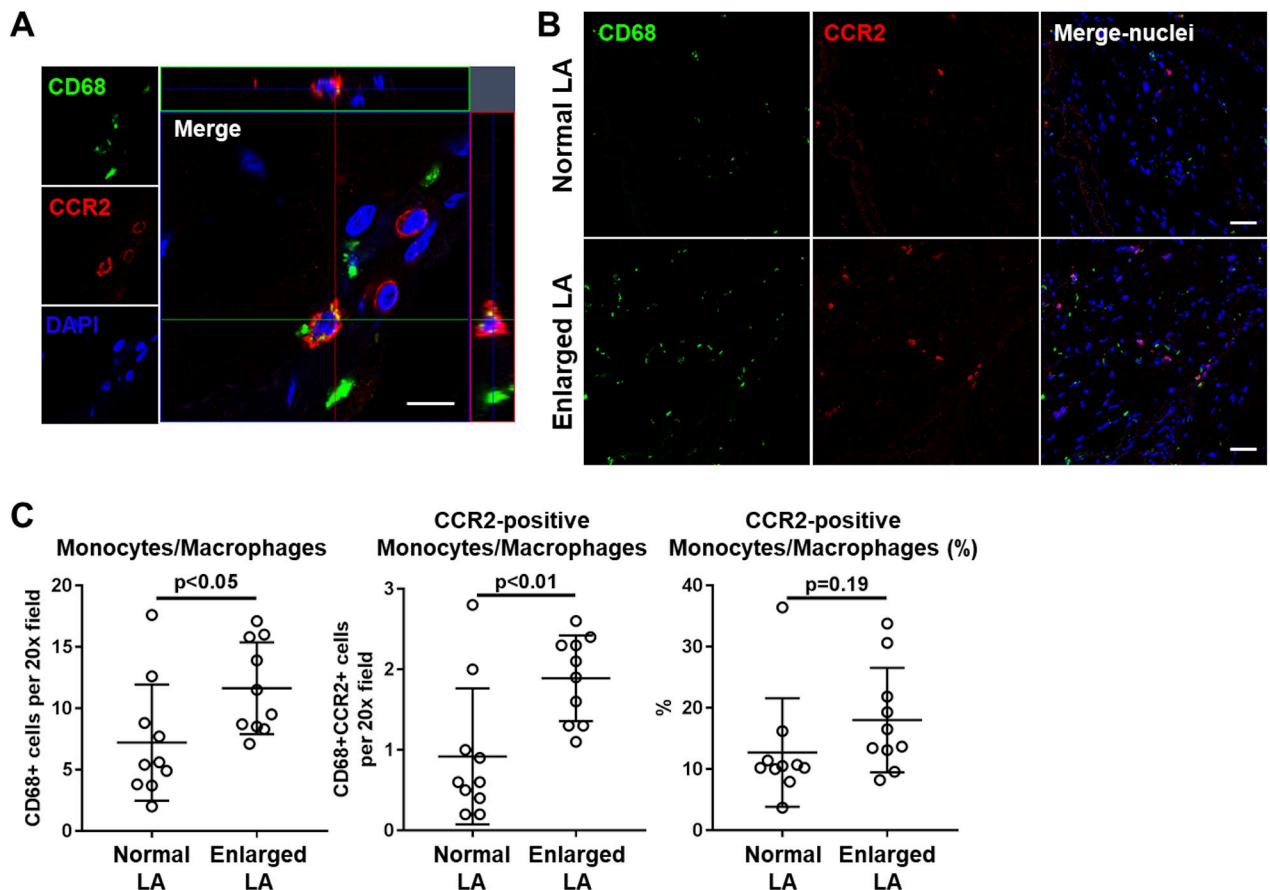 A
CD68
CCR2
DAPI
Merge
B
CD68
CCR2
Merge-nuclei
Normal LA
Enlarged LA
C
Monocytes/Macrophages
p<0.05
CD68+ cells per 20x field
20
15
10
5
0
Normal
LA
Enlarged
LA
CCR2-positive
Monocytes/Macrophages
p<0.01
CD68+CCR2+ cells
per 20x field
3
2
1
0
Normal
LA
Enlarged
LA
CCR2-positive
Monocytes/Macrophages (%)
p=0.19
%
40
30
20
10
0
Normal
LA
Enlarged
LA